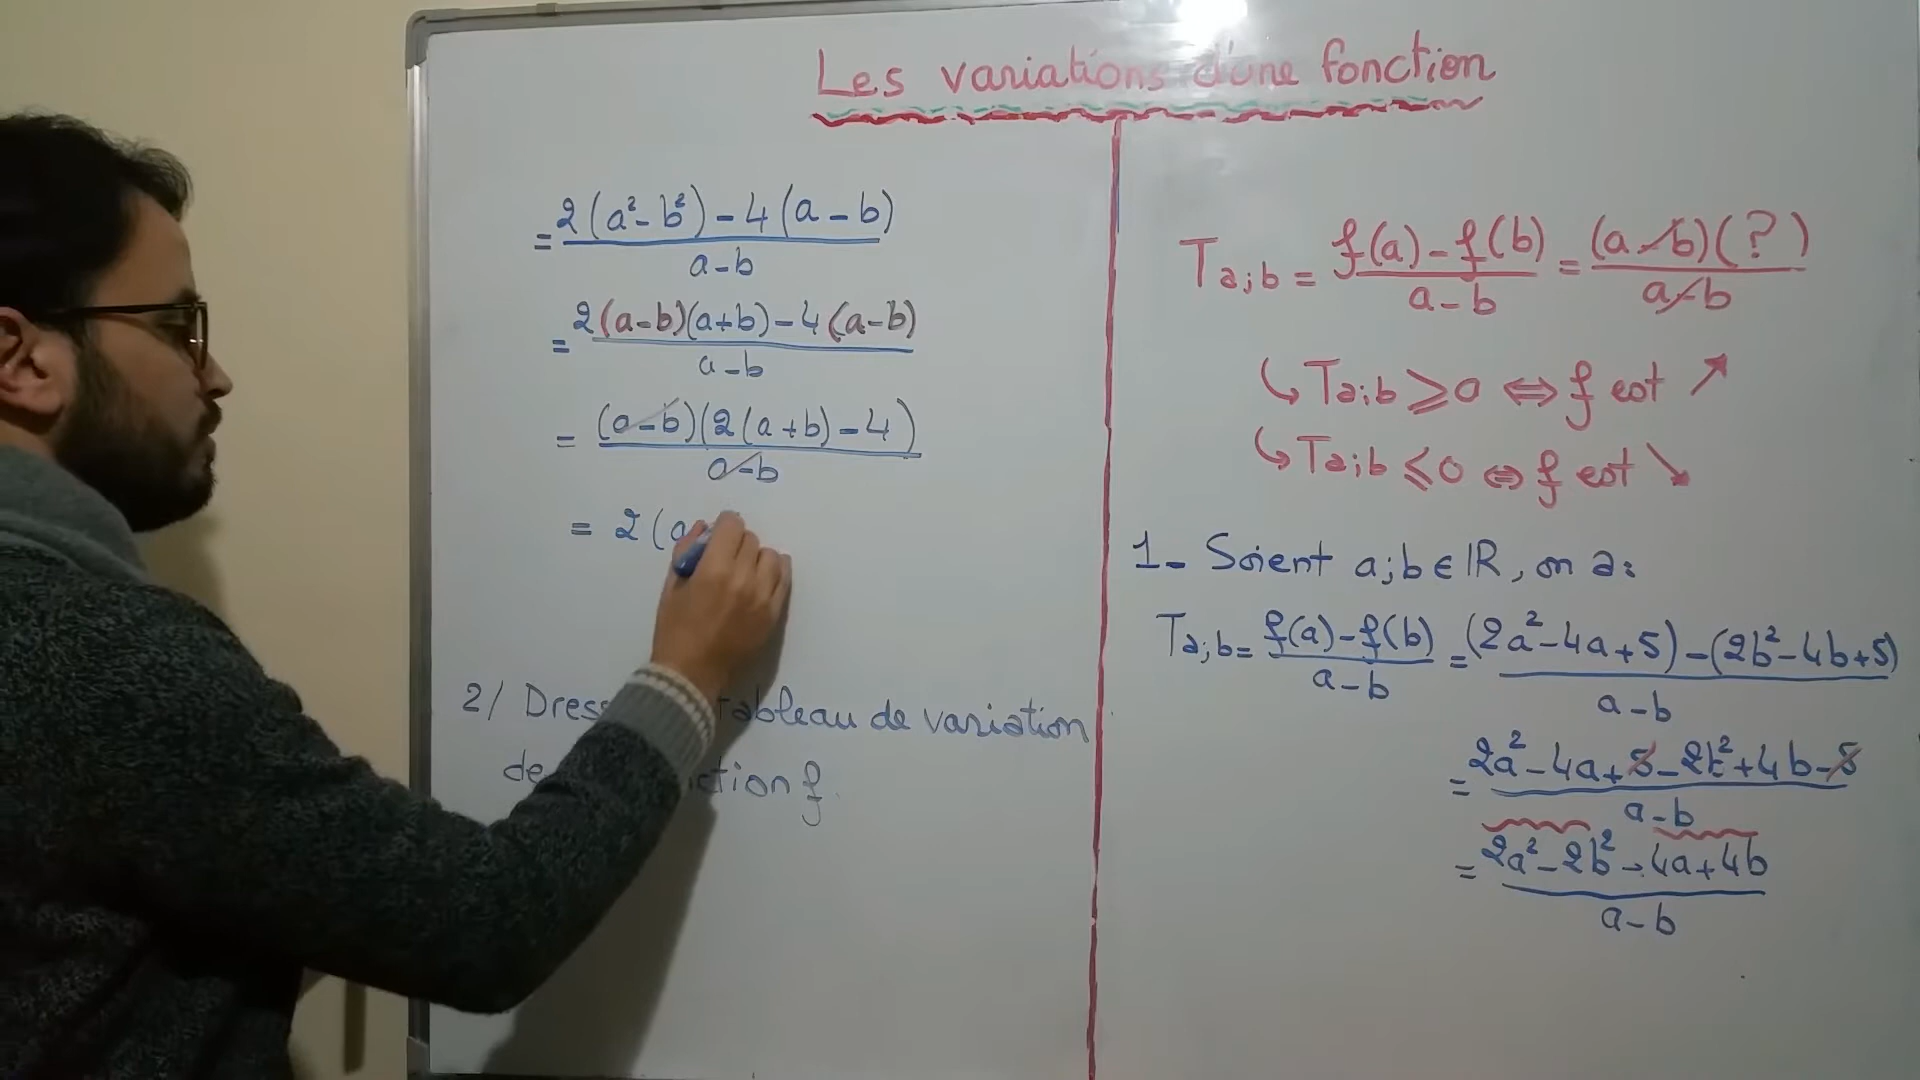 Les variations d'une fonction
= 2(a²-b²)-4(a-b) / a-b
= 2(a-b)(a+b)-4(a-b) / a-b
= (a-b)(2(a+b)-4) / a-b
= 2(a
2/ Dress tableau de variation
de ction f.
Ta;b = f(a)-f(b) / a-b = (a-b)(?) / a-b
↳ Ta;b ⩾ 0 ⇔ f est ↗
↳ Ta;b ⩽ 0 ⇔ f est ↘
1- Soient a;b ∈ ℝ, on a:
Ta;b = f(a)-f(b) / a-b = (2a²-4a+5)-(2b²-4b+5) / a-b
= 2a²-4a+5-2b²+4b-5 / a-b
= 2a²-2b²-4a+4b / a-b